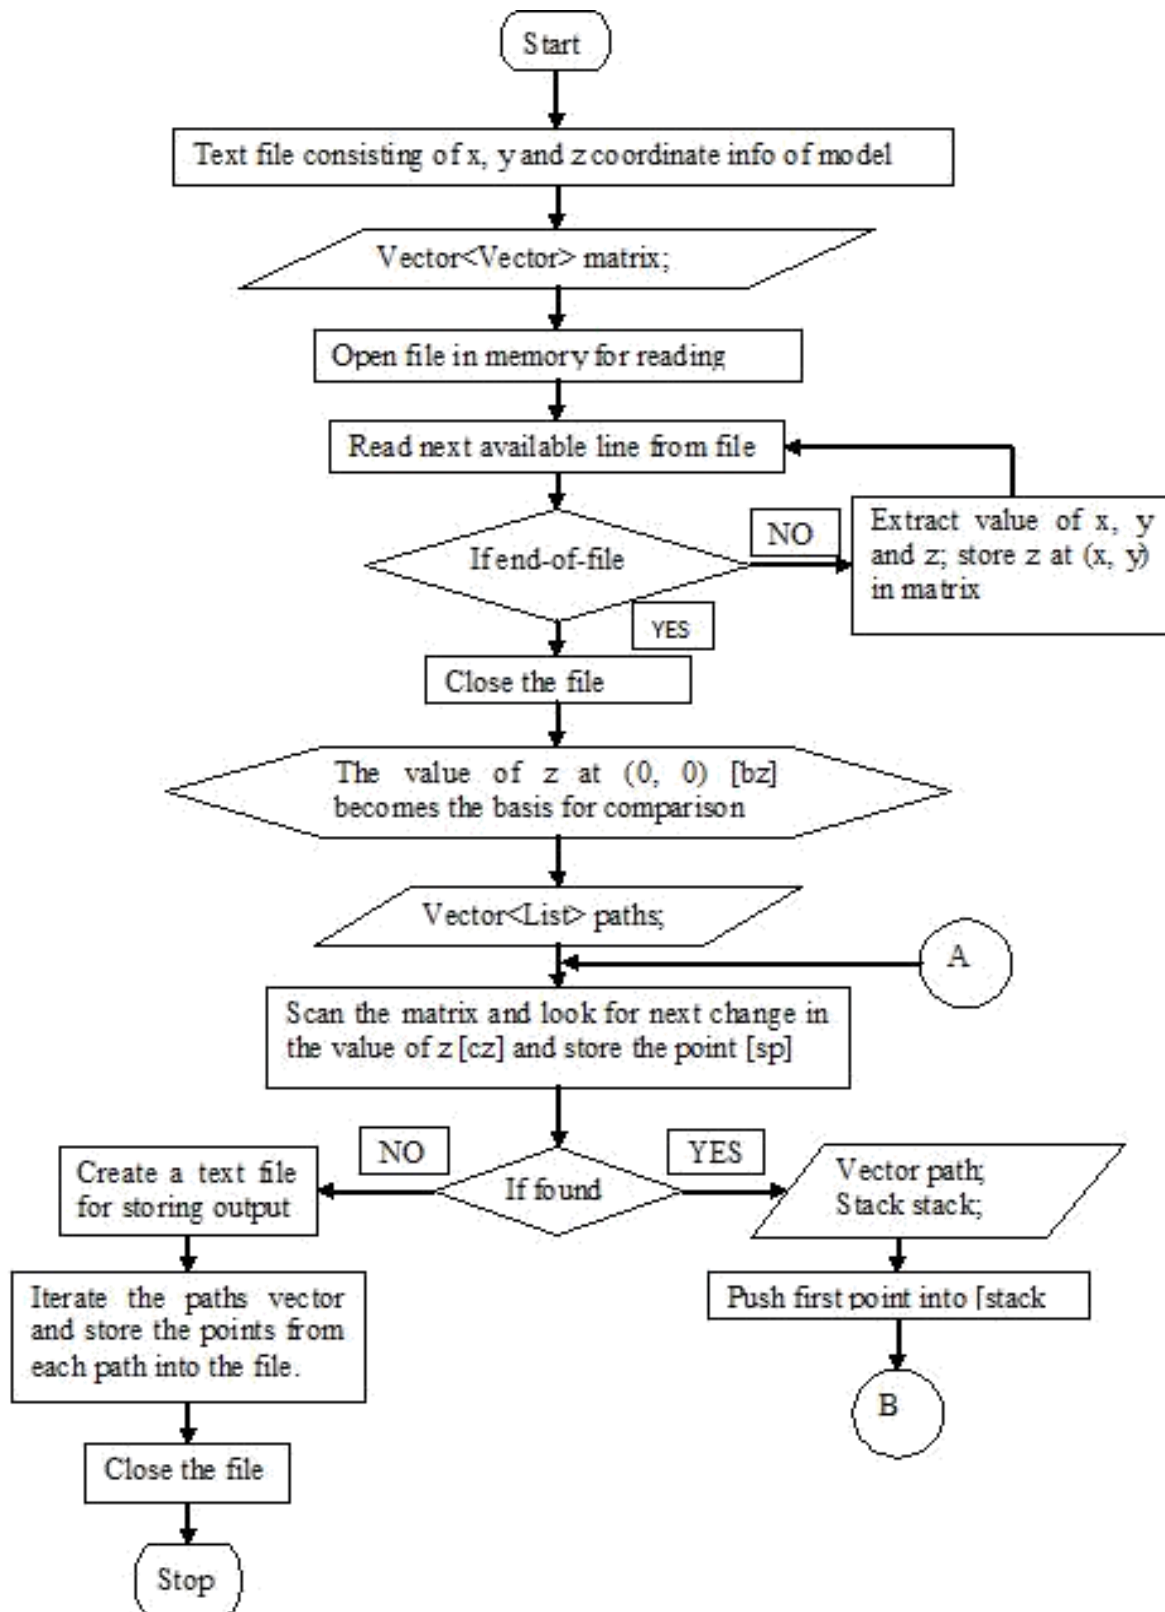 Start
Text file consisting of x, y and z coordinate info of model
Vector<Vector> matrix;
Open file in memory for reading
Read next available line from file
If end-of-file
NO
Extract value of x, y
and z; store z at (x, y)
in matrix
YES
Close the file
The value of z at (0, 0) [bz]
becomes the basis for comparison
Vector<List> paths;
A
Scan the matrix and look for next change in
the value of z [cz] and store the point [sp]
If found
NO
YES
Create a text file
for storing output
Vector path;
Stack stack;
Iterate the paths vector
and store the points from
each path into the file.
Push first point into [stack
B
Close the file
Stop